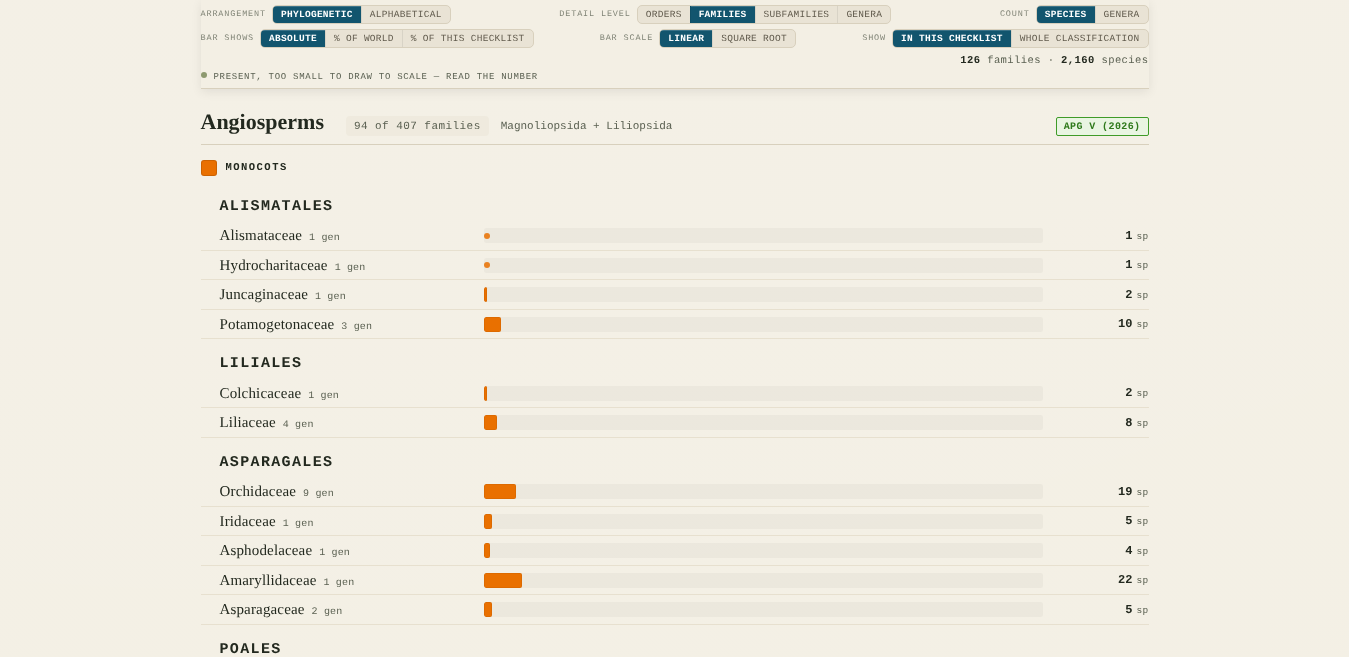 ARRANGEMENT PHYLOGENETIC ALPHABETICAL DETAIL LEVEL ORDERS FAMILIES SUBFAMILIES GENERA COUNT SPECIES GENERA
BAR SHOWS ABSOLUTE % OF WORLD % OF THIS CHECKLIST BAR SCALE LINEAR SQUARE ROOT SHOW IN THIS CHECKLIST WHOLE CLASSIFICATION
126 families · 2,160 species
PRESENT, TOO SMALL TO DRAW TO SCALE — READ THE NUMBER
Angiosperms 94 of 407 families Magnoliopsida + Liliopsida APG V (2026)
MONOCOTS
ALISMATALES
Alismataceae 1 gen 1 sp
Hydrocharitaceae 1 gen 1 sp
Juncaginaceae 1 gen 2 sp
Potamogetonaceae 3 gen 10 sp
LILIALES
Colchicaceae 1 gen 2 sp
Liliaceae 4 gen 8 sp
ASPARAGALES
Orchidaceae 9 gen 19 sp
Iridaceae 1 gen 5 sp
Asphodelaceae 1 gen 4 sp
Amaryllidaceae 1 gen 22 sp
Asparagaceae 2 gen 5 sp
POALES